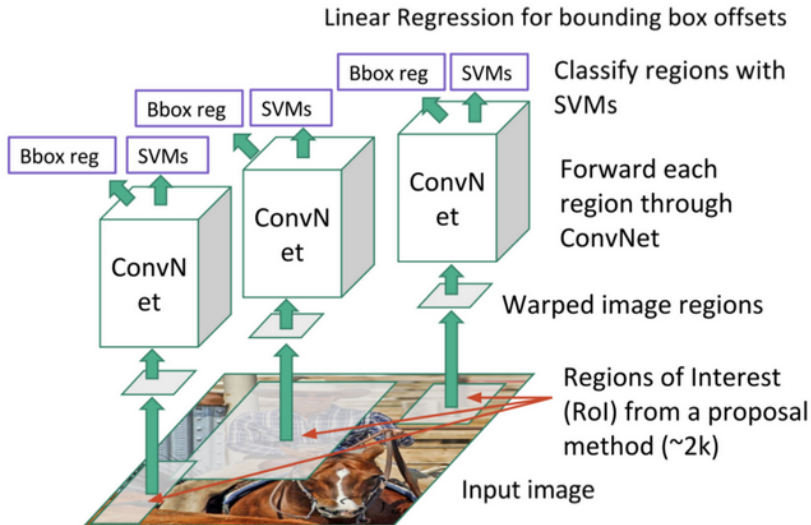 Linear Regression for bounding box offsets
Bbox reg
SVMs
Classify regions with
SVMs
Bbox reg
SVMs
Bbox reg
SVMs
Forward each
region through
ConvNet
ConvN
et
ConvN
et
ConvN
et
Warped image regions
Regions of Interest
(RoI) from a proposal
method (~2k)
Input image